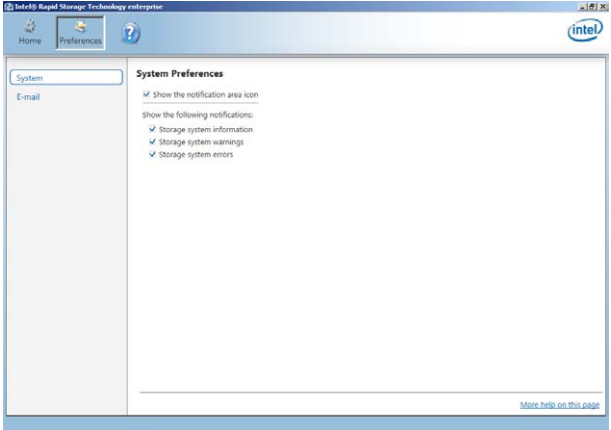 Intel® Rapid Storage Technology enterprise
Home
Preferences
?
intel
System
E-mail
System Preferences
Show the notification area icon
Show the following notifications:
Storage system information
Storage system warnings
Storage system errors
More help on this page